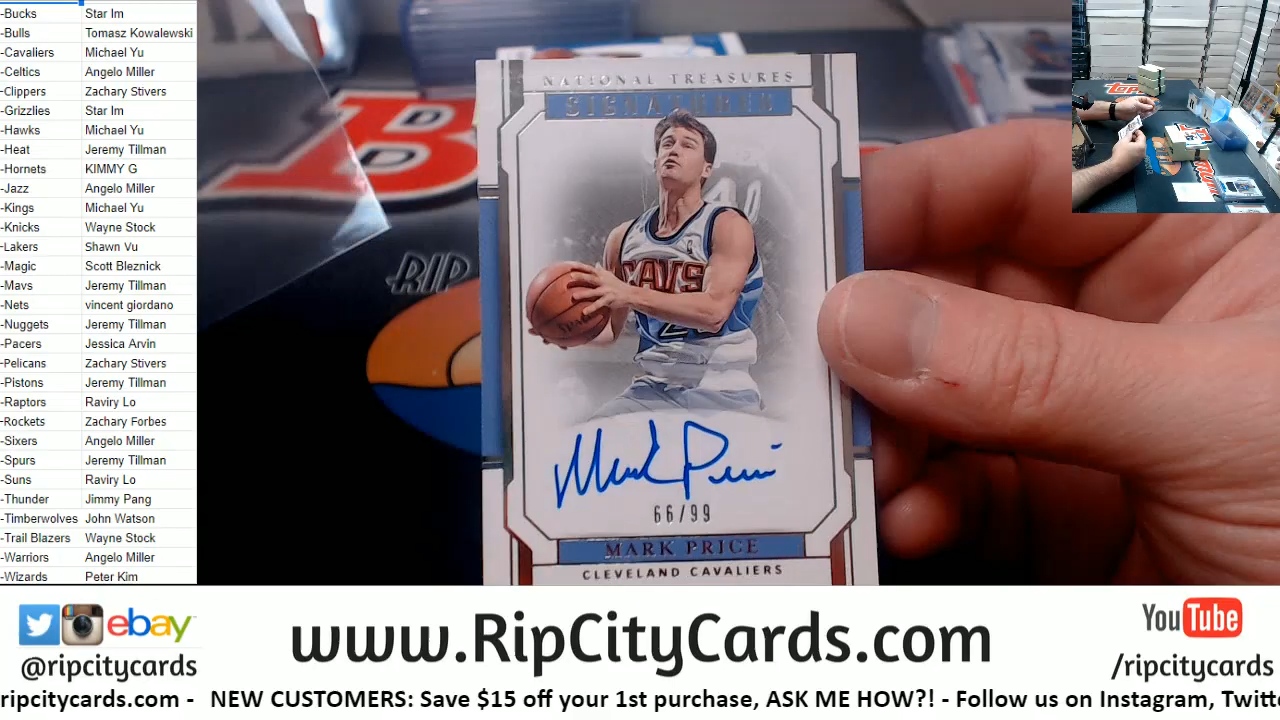 -Bucks Star Im
-Bulls Tomasz Kowalewski
-Cavaliers Michael Yu
-Celtics Angelo Miller
-Clippers Zachary Stivers
-Grizzlies Star Im
-Hawks Michael Yu
-Heat Jeremy Tillman
-Hornets KIMMY G
-Jazz Angelo Miller
-Kings Michael Yu
-Knicks Wayne Stock
-Lakers Shawn Vu
-Magic Scott Bleznick
-Mavs Jeremy Tillman
-Nets vincent giordano
-Nuggets Jeremy Tillman
-Pacers Jessica Arvin
-Pelicans Zachary Stivers
-Pistons Jeremy Tillman
-Raptors Raviry Lo
-Rockets Zachary Forbes
-Sixers Angelo Miller
-Spurs Jeremy Tillman
-Suns Raviry Lo
-Thunder Jimmy Pang
-Timberwolves John Watson
-Trail Blazers Wayne Stock
-Warriors Angelo Miller
-Wizards Peter Kim
RIP
NATIONAL TREASURES
SIGNATURES
CAVS
Mark Price
66/99
MARK PRICE
CLEVELAND CAVALIERS
ebay
@ripcitycards
www.RipCityCards.com
YouTube
/ripcitycards
ripcitycards.com - NEW CUSTOMERS: Save $15 off your 1st purchase, ASK ME HOW?! - Follow us on Instagram, Twitte